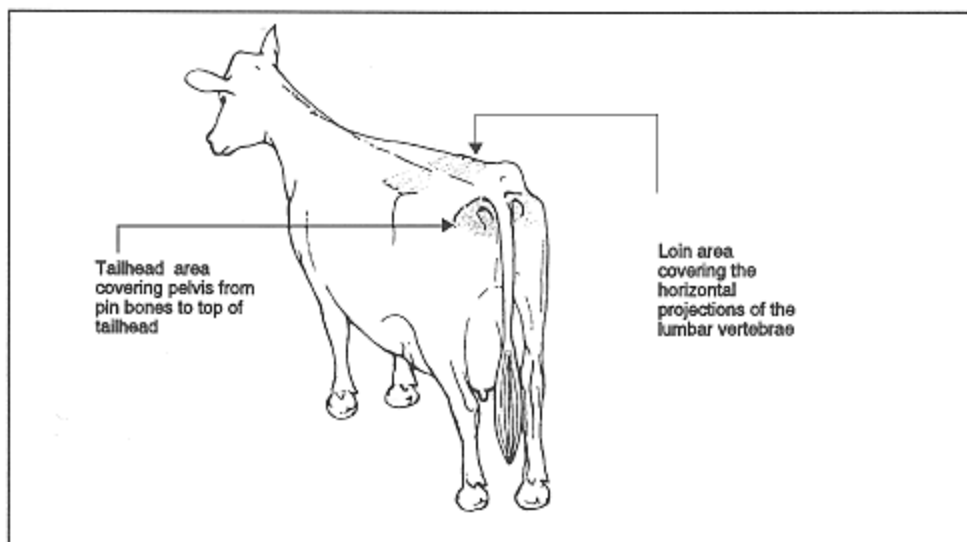 Tailhead area
covering pelvis from
pin bones to top of
tailhead
Loin area
covering the
horizontal
projections of the
lumbar vertebrae